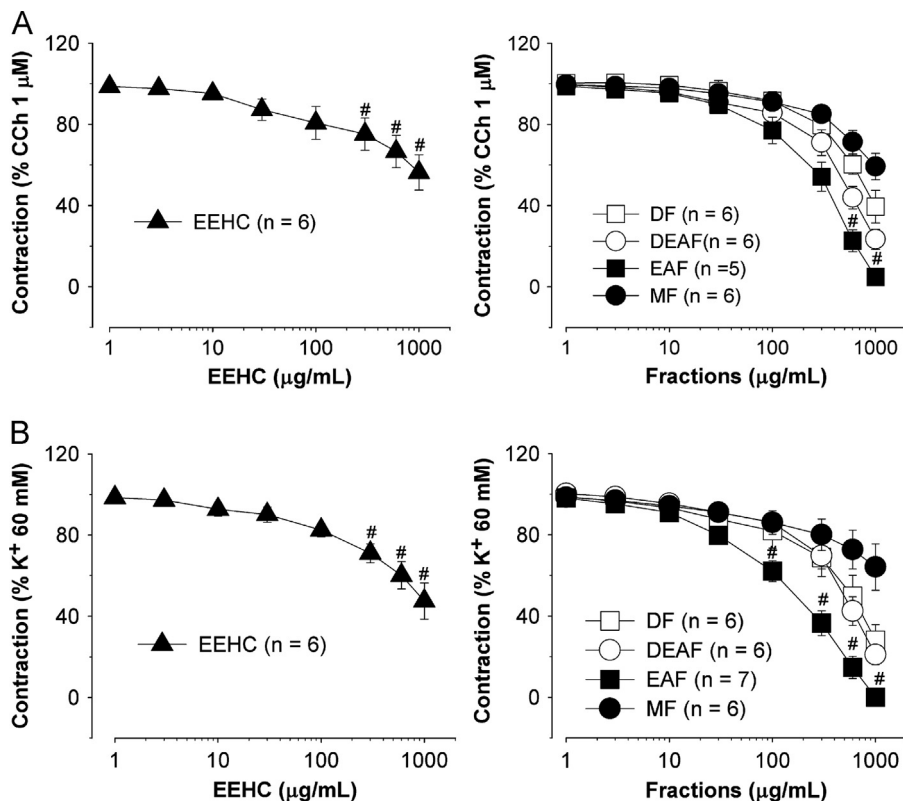 A
Contraction (% CCh 1 μM)
120
80
40
0
# # #
EEHC (n = 6)
1 10 100 1000
EEHC (μg/mL)
Contraction (% CCh 1 μM)
120
80
40
0
DF (n = 6)
DEAF(n = 6)
EAF (n =5)
MF (n = 6)
# #
1 10 100 1000
Fractions (μg/mL)
B
Contraction (% K⁺ 60 mM)
120
80
40
0
# # #
EEHC (n = 6)
1 10 100 1000
EEHC (μg/mL)
Contraction (% K⁺ 60 mM)
120
80
40
0
# # # #
DF (n = 6)
DEAF (n = 6)
EAF (n = 7)
MF (n = 6)
1 10 100 1000
Fractions (μg/mL)